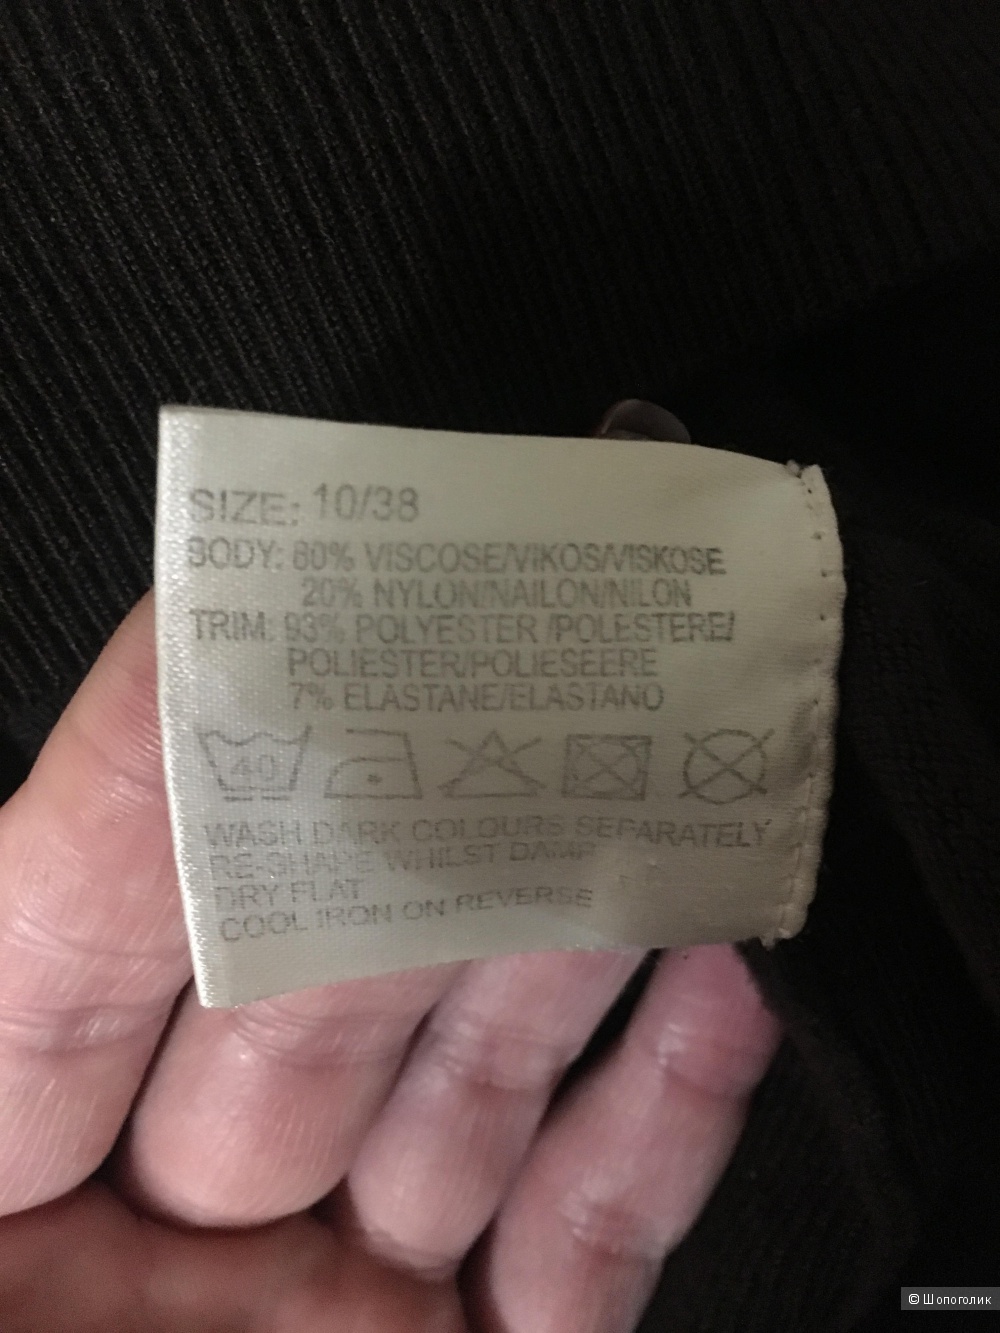 SIZE: 10/38
BODY: 80% VISCOSE/VIKOS/VISKOSE
20% NYLON/NAILON/NILON
TRIM: 93% POLYESTER /POLESTERE/
POLIESTER/POLIESEERE
7% ELASTANE/ELASTANO
40
WASH DARK COLOURS SEPARATELY
RE-SHAPE WHILST DAMP
DRY FLAT
COOL IRON ON REVERSE
© Шопоголик